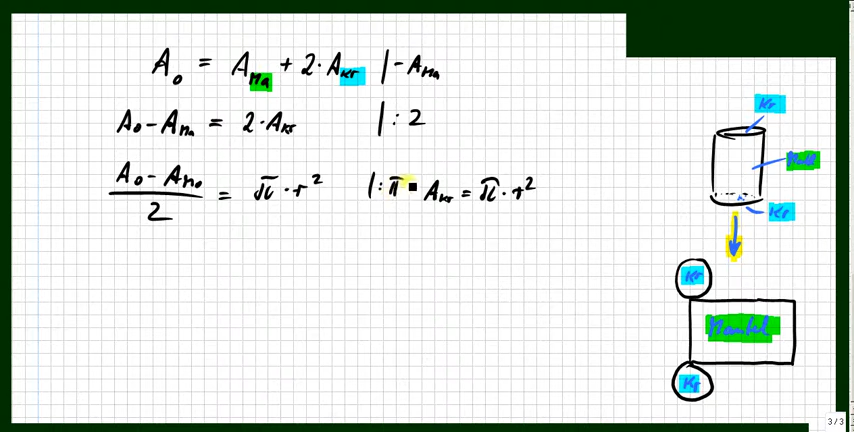 A₀ = A_Ma + 2·A_Kr |-A_Ma
A₀-A_Ma = 2·A_Kr |:2
(A₀-A_Ma)/2 = π·r² |:π A_Kr = π·r²
Kr
Kr
Kr
Mantel
Kr
3/3